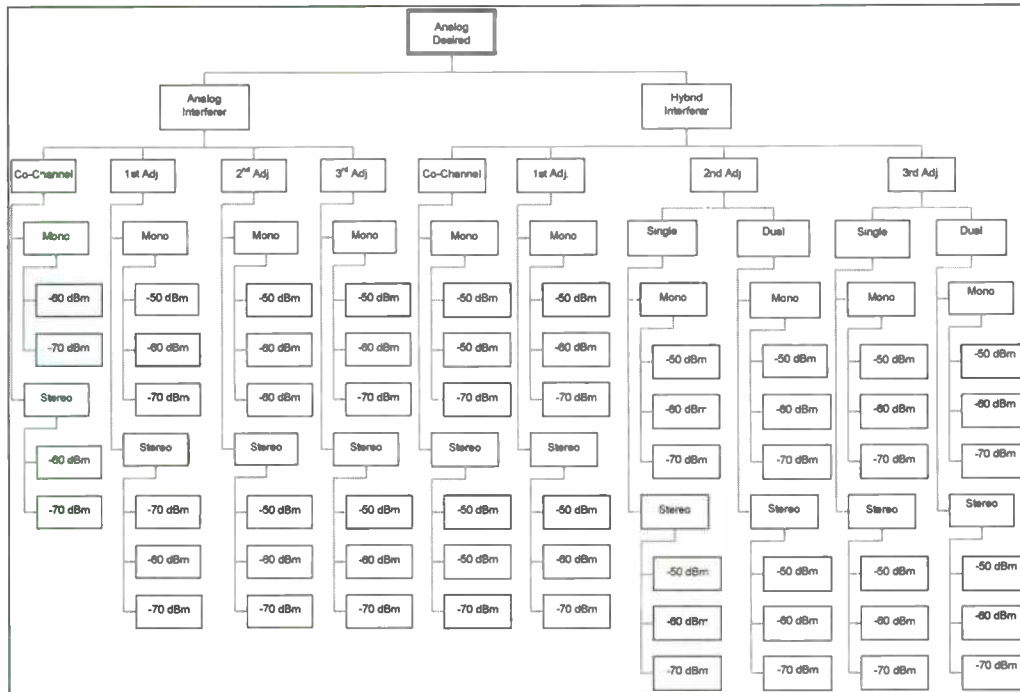 Analog
Desired
Analog
Interferer
Hybrid
Interferer
Co-Channel
1st Adj
2nd Adj
3rd Adj
Co-Channel
1st Adj.
2nd Adj
3rd Adj
Single
Dual
Single
Dual
Mono
-60 dBm
-70 dBm
Stereo
-60 dBm
-70 dBm
Mono
-50 dBm
-60 dBm
-70 dBm
Stereo
-70 dBm
-60 dBm
-70 dBm
Mono
-50 dBm
-60 dBm
-60 dBm
Stereo
-50 dBm
-60 dBm
-70 dBm
Mono
-50 dBm
-60 dBm
-70 dBm
Stereo
-50 dBm
-60 dBm
-70 dBm
Mono
-50 dBm
-50 dBm
-70 dBm
Stereo
-50 dBm
-50 dBm
-70 dBm
Mono
-50 dBm
-60 dBm
-70 dBm
Stereo
-50 dBm
-60 dBm
-70 dBm
Mono
-50 dBm
-60 dBm
-70 dBm
Stereo
-50 dBm
-60 dBm
-70 dBm
Mono
-50 dBm
-60 dBm
-70 dBm
Stereo
-50 dBm
-60 dBm
-70 dBm
Mono
-50 dBm
-60 dBm
-70 dBm
Stereo
-50 dBm
-60 dBm
-70 dBm
Mono
-50 dBm
-60 dBm
-70 dBm
Stereo
-50 dBm
-60 dBm
-70 dBm